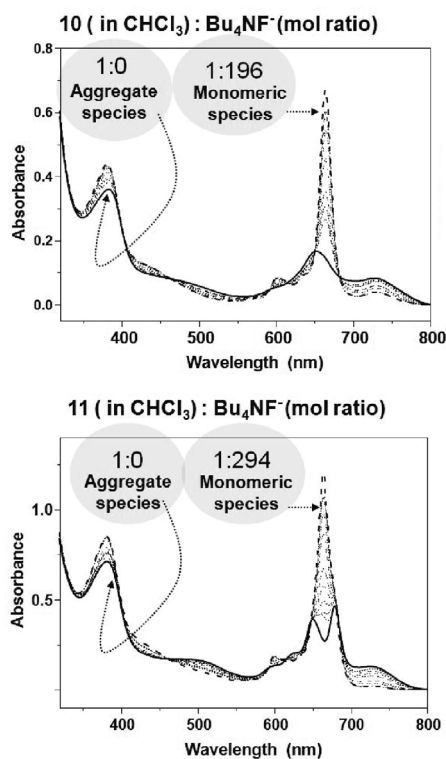 10 ( in CHCl₃) : Bu₄NF⁻(mol ratio)
1:0
Aggregate
species
1:196
Monomeric
species
Absorbance
0.8
0.6
0.4
0.2
0.0
400 500 600 700 800
Wavelength (nm)
11 ( in CHCl₃) : Bu₄NF⁻(mol ratio)
1:0
Aggregate
species
1:294
Monomeric
species
Absorbance
1.0
0.5
400 500 600 700 800
Wavelength (nm)